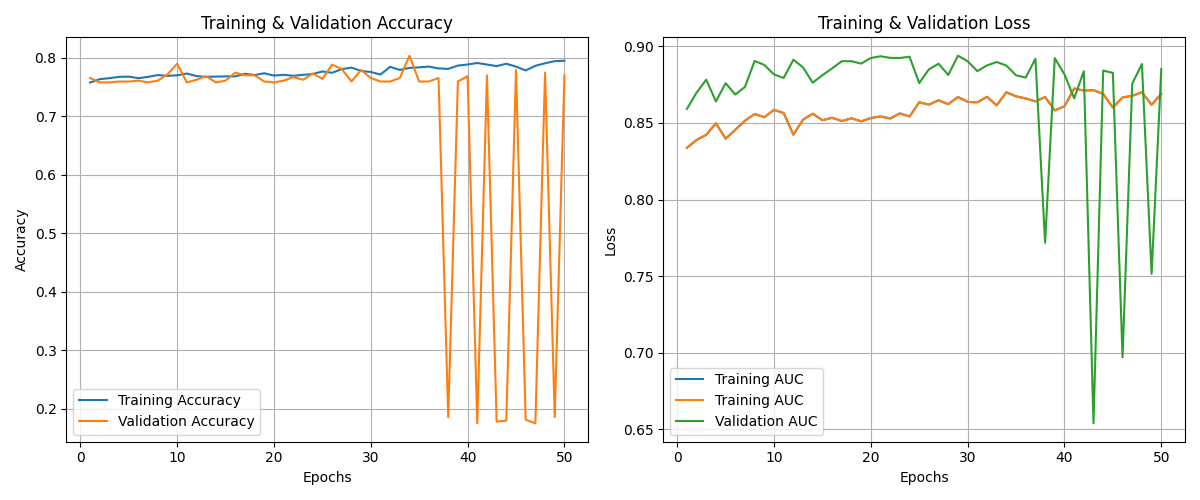 Training & Validation Accuracy
0.8
0.7
0.6
0.5
0.4
0.3
0.2
Accuracy
0 10 20 30 40 50
Epochs
Training Accuracy
Validation Accuracy
Training & Validation Loss
0.90
0.85
0.80
0.75
0.70
0.65
Loss
0 10 20 30 40 50
Epochs
Training AUC
Training AUC
Validation AUC